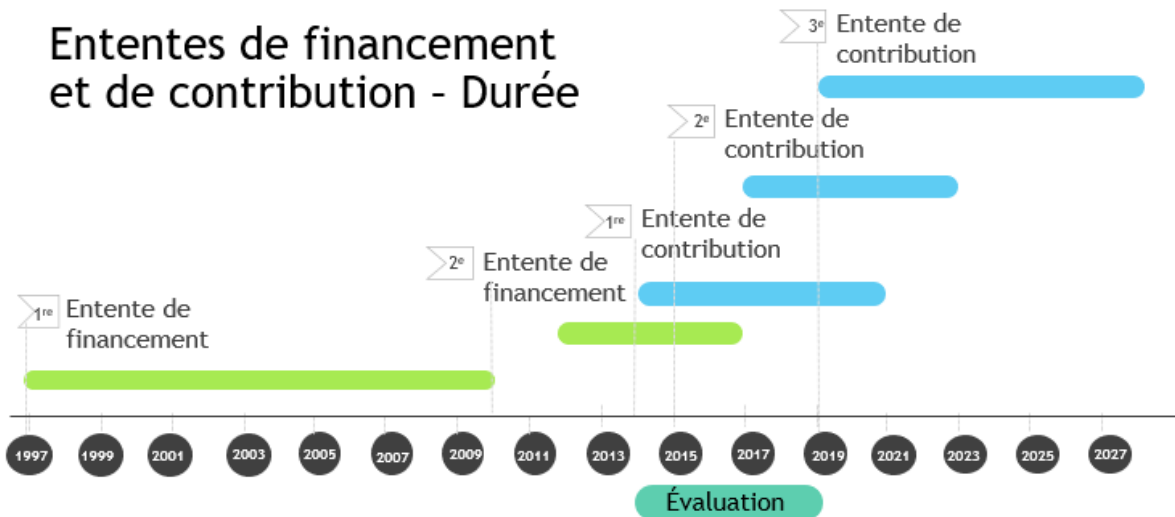 Ententes de financement
et de contribution – Durée
3e
Entente de
contribution
2e
Entente de
contribution
1re
Entente de
contribution
2e
Entente de
financement
1re
Entente de
financement
1997
1999
2001
2003
2005
2007
2009
2011
2013
2015
2017
2019
2021
2023
2025
2027
Évaluation